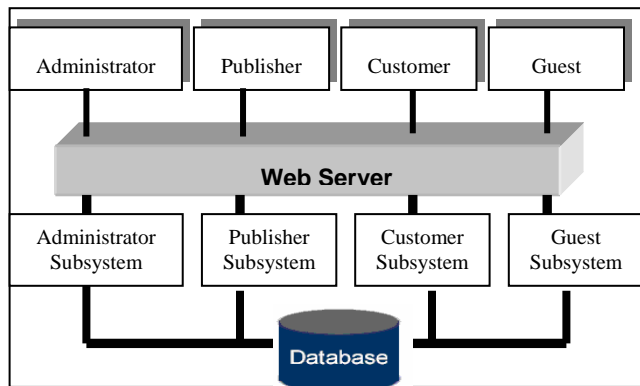 Administrator
Publisher
Customer
Guest
Web Server
Administrator
Subsystem
Publisher
Subsystem
Customer
Subsystem
Guest
Subsystem
Database